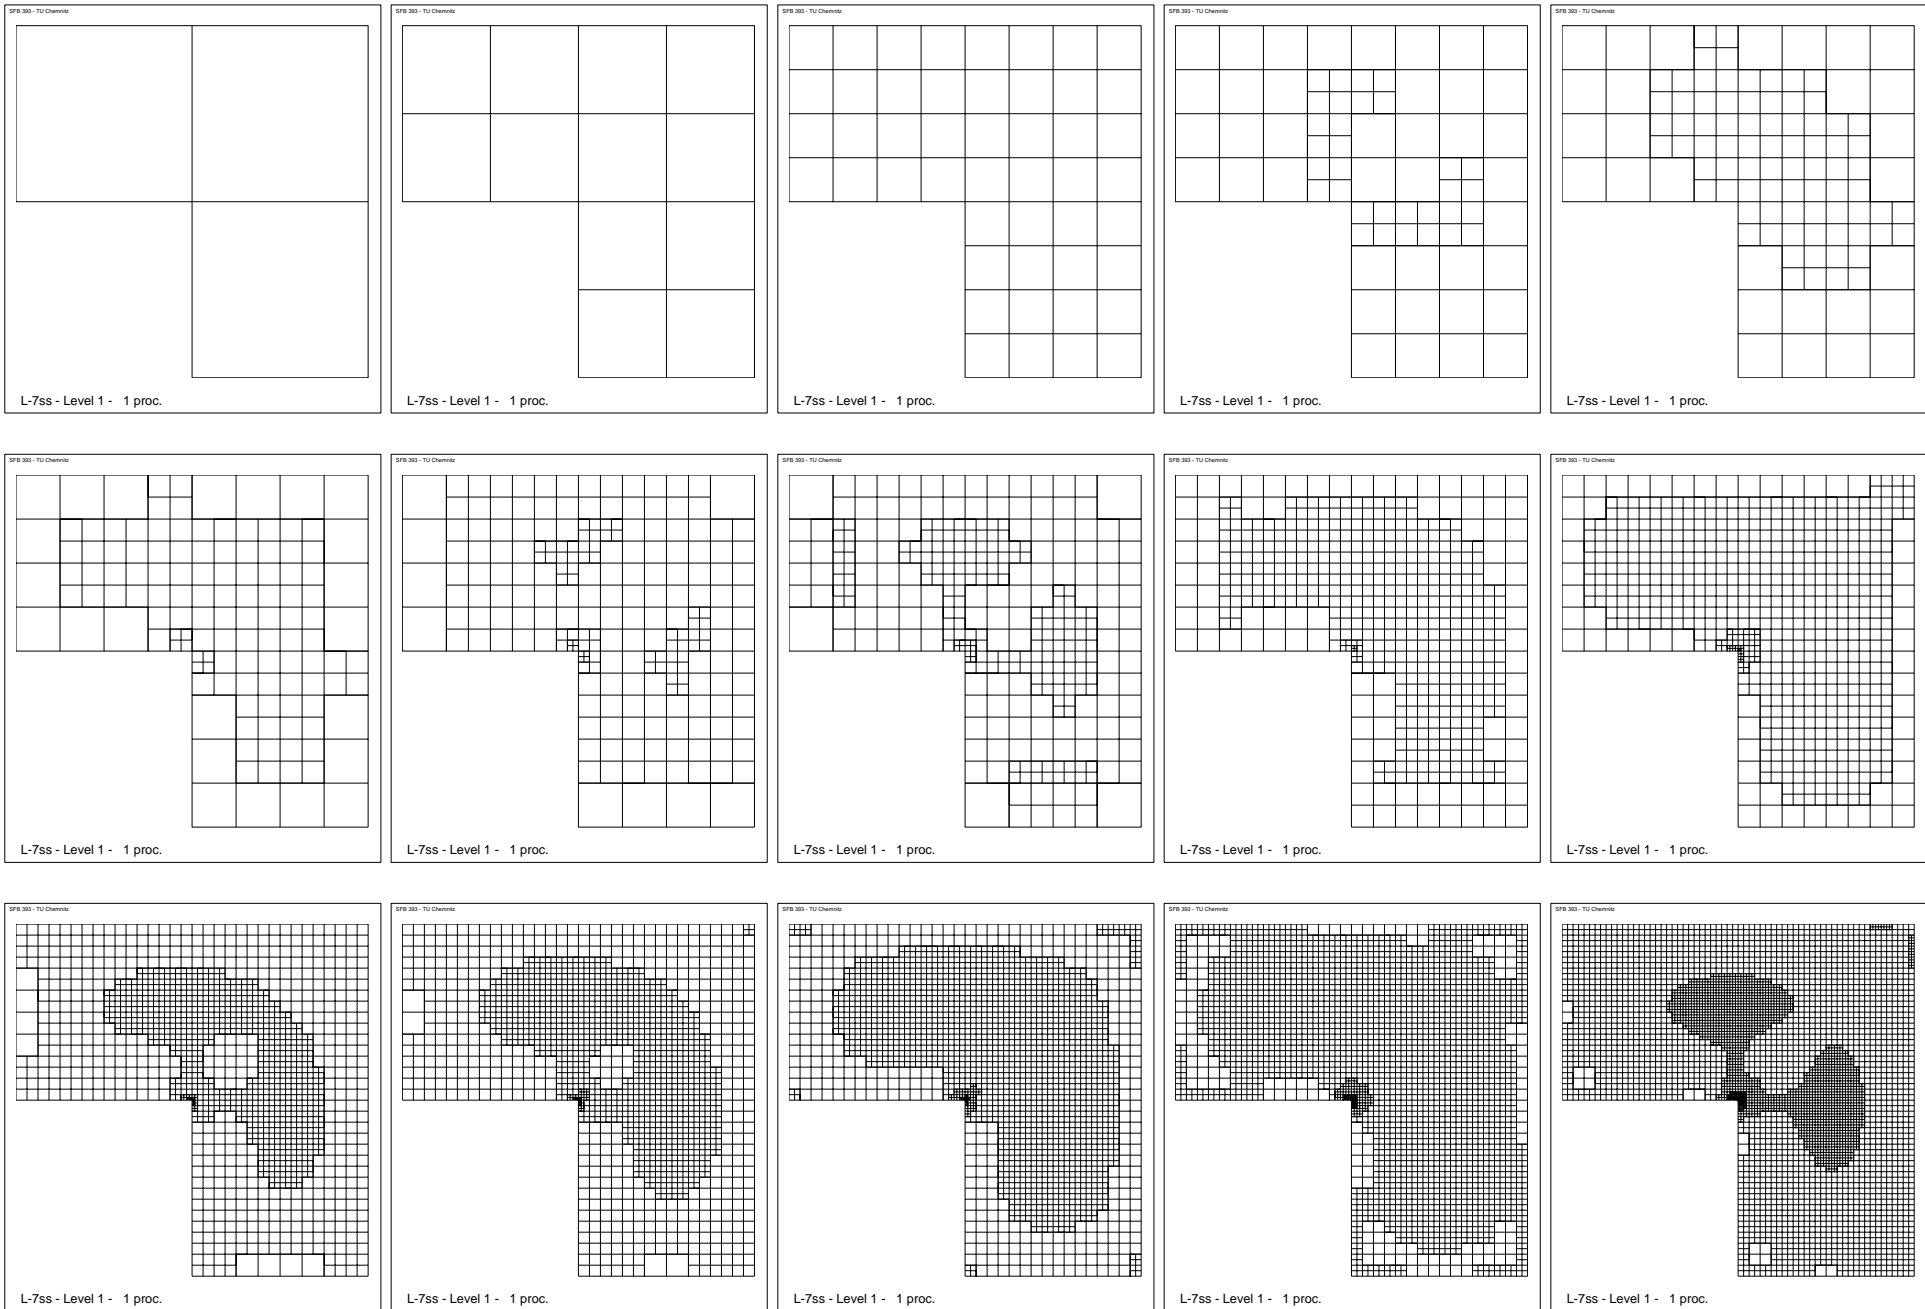 SFB 393 - TU Chemnitz
SFB 393 - TU Chemnitz
SFB 393 - TU Chemnitz
SFB 393 - TU Chemnitz
SFB 393 - TU Chemnitz
L-7ss - Level 1 - 1 proc.
L-7ss - Level 1 - 1 proc.
L-7ss - Level 1 - 1 proc.
L-7ss - Level 1 - 1 proc.
L-7ss - Level 1 - 1 proc.
SFB 393 - TU Chemnitz
SFB 393 - TU Chemnitz
SFB 393 - TU Chemnitz
SFB 393 - TU Chemnitz
SFB 393 - TU Chemnitz
L-7ss - Level 1 - 1 proc.
L-7ss - Level 1 - 1 proc.
L-7ss - Level 1 - 1 proc.
L-7ss - Level 1 - 1 proc.
L-7ss - Level 1 - 1 proc.
SFB 393 - TU Chemnitz
SFB 393 - TU Chemnitz
SFB 393 - TU Chemnitz
SFB 393 - TU Chemnitz
SFB 393 - TU Chemnitz
L-7ss - Level 1 - 1 proc.
L-7ss - Level 1 - 1 proc.
L-7ss - Level 1 - 1 proc.
L-7ss - Level 1 - 1 proc.
L-7ss - Level 1 - 1 proc.